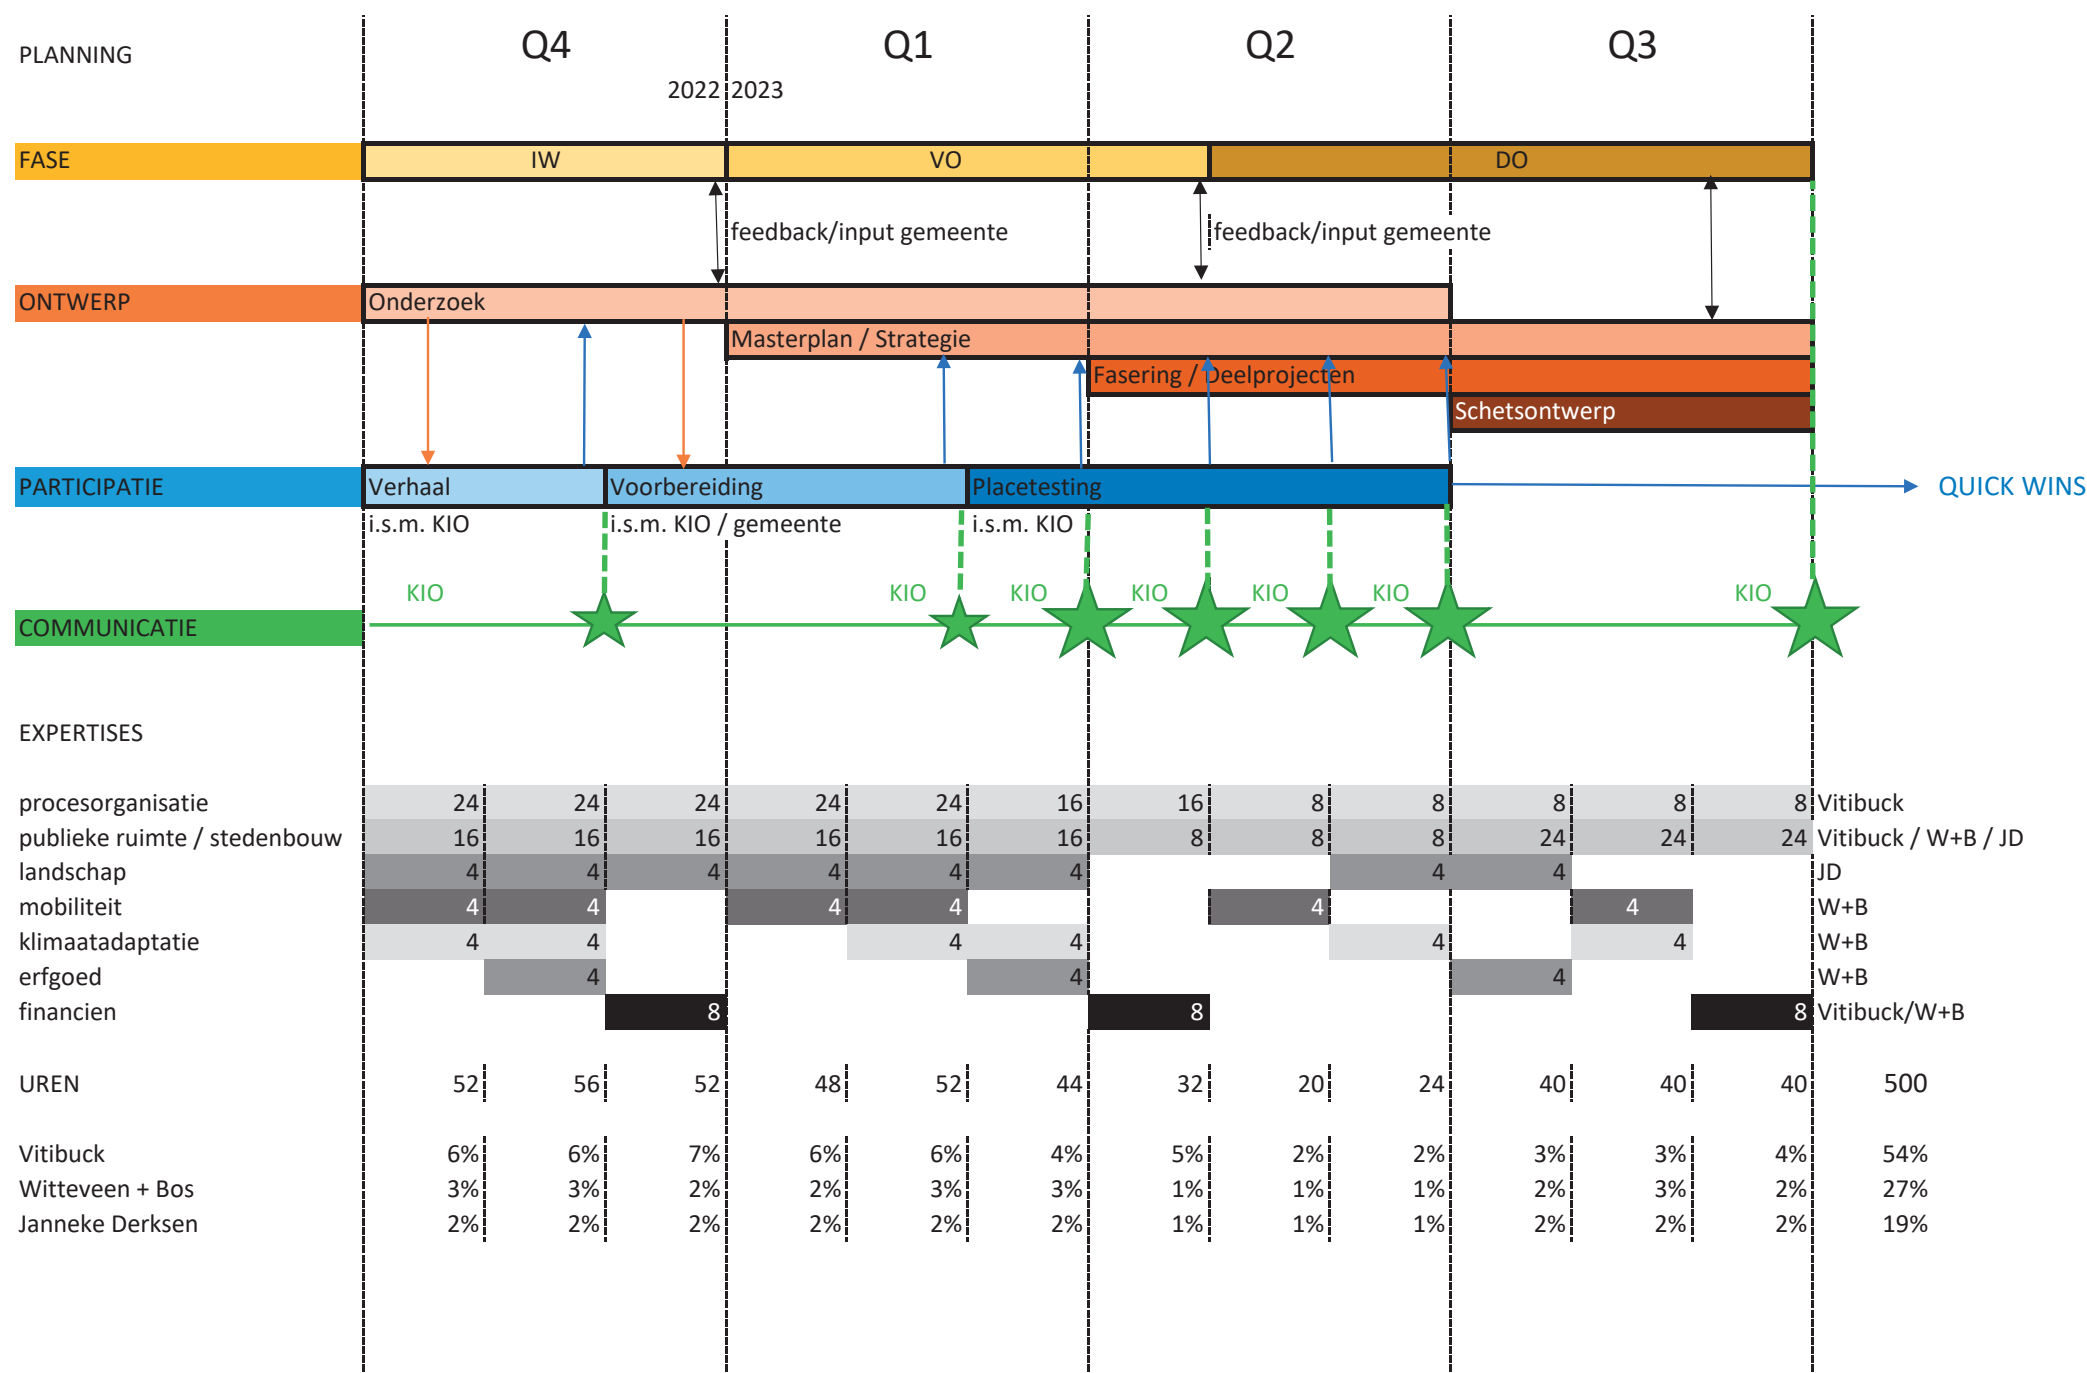 PLANNING Q4 Q1 Q2 Q3
2022 2023
FASE IW VO DO
feedback/input gemeente feedback/input gemeente
ONTWERP Onderzoek
Masterplan / Strategie
Fasering / Deelprojecten
Schetsontwerp
PARTICIPATIE Verhaal Voorbereiding Placetesting QUICK WINS
i.s.m. KIO i.s.m. KIO / gemeente i.s.m. KIO
KIO KIO KIO KIO KIO KIO KIO
COMMUNICATIE
EXPERTISES
procesorganisatie 24 24 24 24 24 16 16 8 8 8 8 8 Vitibuck
publieke ruimte / stedenbouw 16 16 16 16 16 16 8 8 8 24 24 24 Vitibuck / W+B / JD
landschap 4 4 4 4 4 4 4 4 JD
mobiliteit 4 4 4 4 4 4 W+B
klimaatadaptatie 4 4 4 4 4 4 W+B
erfgoed 4 4 4 W+B
financien 8 8 8 Vitibuck/W+B
UREN 52 56 52 48 52 44 32 20 24 40 40 40 500
Vitibuck 6% 6% 7% 6% 6% 4% 5% 2% 2% 3% 3% 4% 54%
Witteveen + Bos 3% 3% 2% 2% 3% 3% 1% 1% 1% 2% 3% 2% 27%
Janneke Derksen 2% 2% 2% 2% 2% 2% 1% 1% 1% 2% 2% 2% 19%